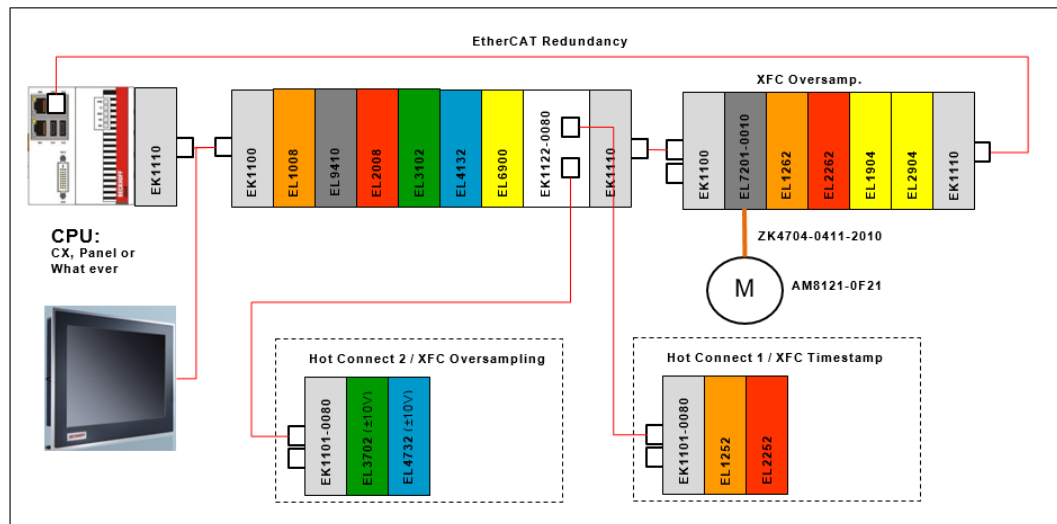 EtherCAT Redundancy
XFC Oversamp.
EK1110
EK1100
EL1008
EL9410
EL2008
EL3102
EL4132
EL6900
EK1122-0080
EK1110
EK1100
EL7201-0010
EL1262
EL2262
EL1904
EL2904
EK1110
CPU:
CX, Panel or
What ever
ZK4704-0411-2010
M
AM8121-0F21
Hot Connect 2 / XFC Oversampling
EK1101-0080
EL3702 (±10V)
EL4732 (±10V)
Hot Connect 1 / XFC Timestamp
EK1101-0080
EL1252
EL2252